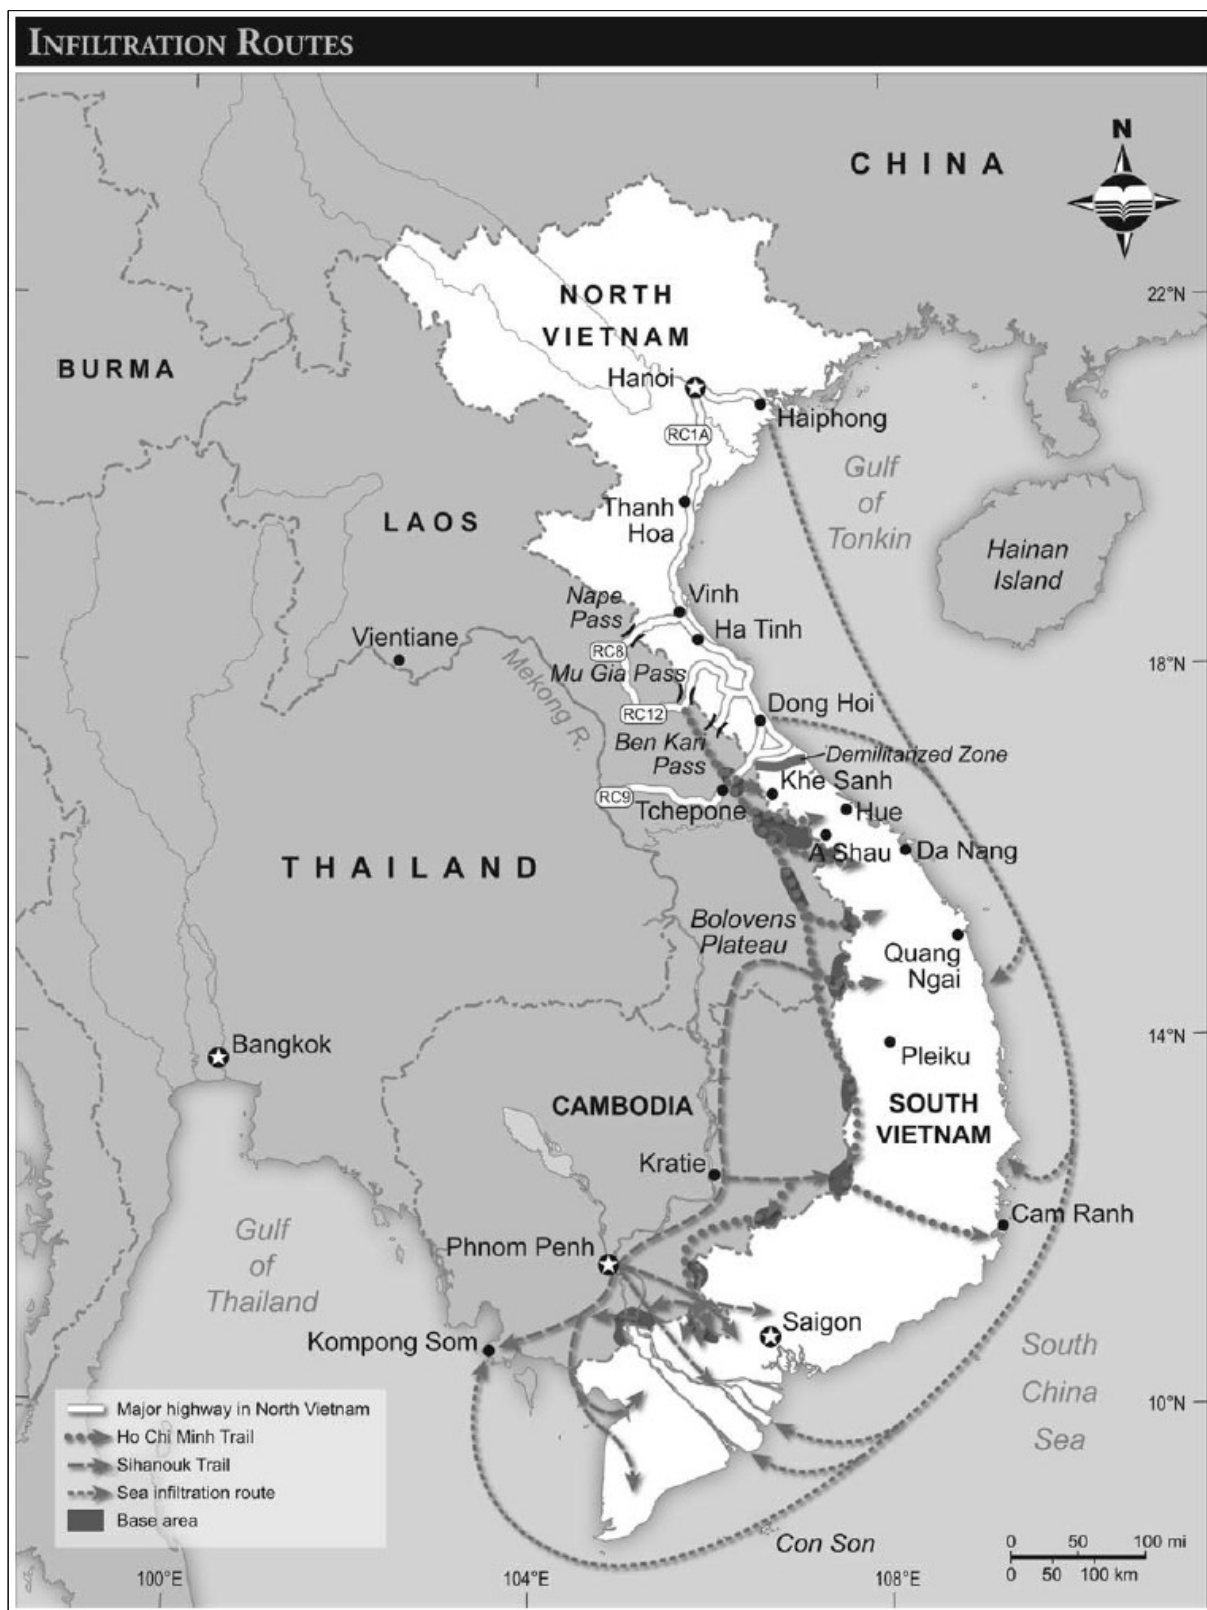 INFILTRATION ROUTES
N
CHINA
NORTH
VIETNAM
22°N
BURMA
Hanoi
Haiphong
RC1A
Gulf
of
Tonkin
Thanh
Hoa
LAOS
Hainan
Island
Nape
Pass
Vinh
Ha Tinh
Vientiane
RC8
18°N
Mekong R.
Mu Gia Pass
RC12
Dong Hoi
Ben Kari
Pass
Demilitarized Zone
Khe Sanh
RC9
Tchepone
Hue
A Shau
Da Nang
THAILAND
Bolovens
Plateau
Quang
Ngai
Bangkok
14°N
Pleiku
CAMBODIA
SOUTH
VIETNAM
Kratie
Cam Ranh
Gulf
of
Thailand
Phnom Penh
Saigon
Kompong Som
South
China
Sea
10°N
Major highway in North Vietnam
Ho Chi Minh Trail
Sihanouk Trail
Sea infiltration route
Base area
Con Son
0 50 100 mi
0 50 100 km
100°E
104°E
108°E